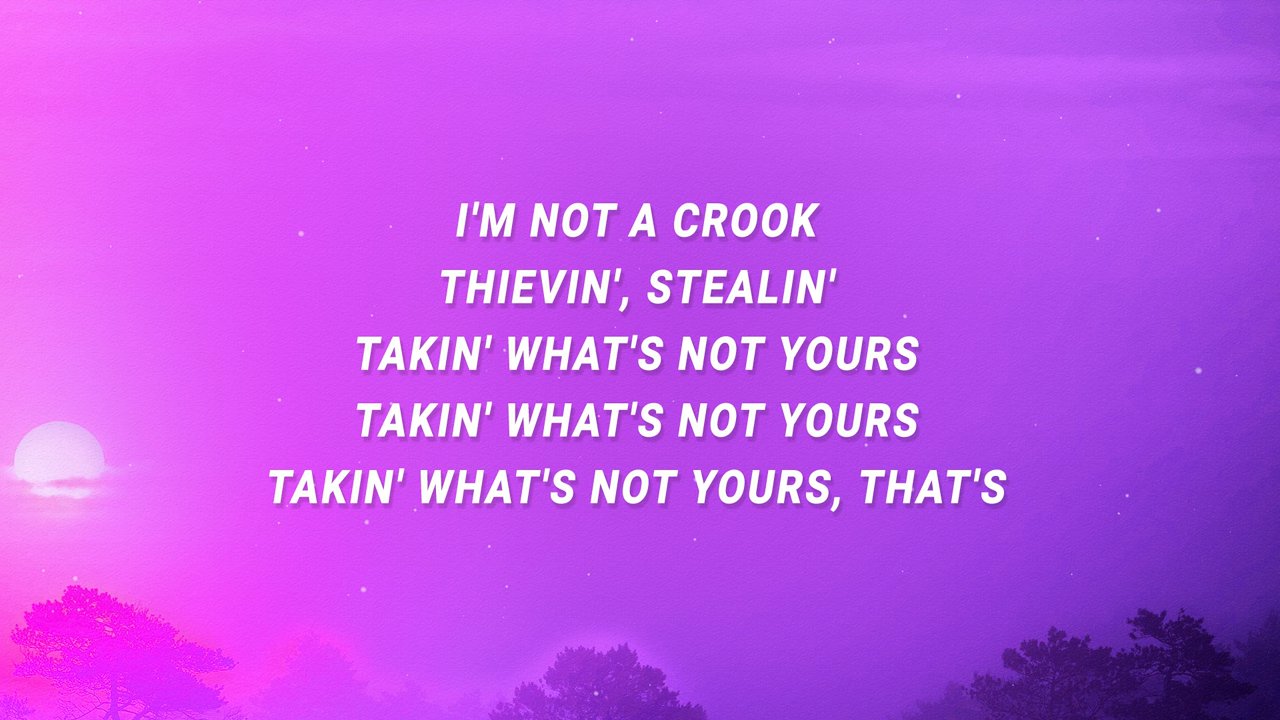 I'M NOT A CROOK
THIEVIN', STEALIN'
TAKIN' WHAT'S NOT YOURS
TAKIN' WHAT'S NOT YOURS
TAKIN' WHAT'S NOT YOURS, THAT'S